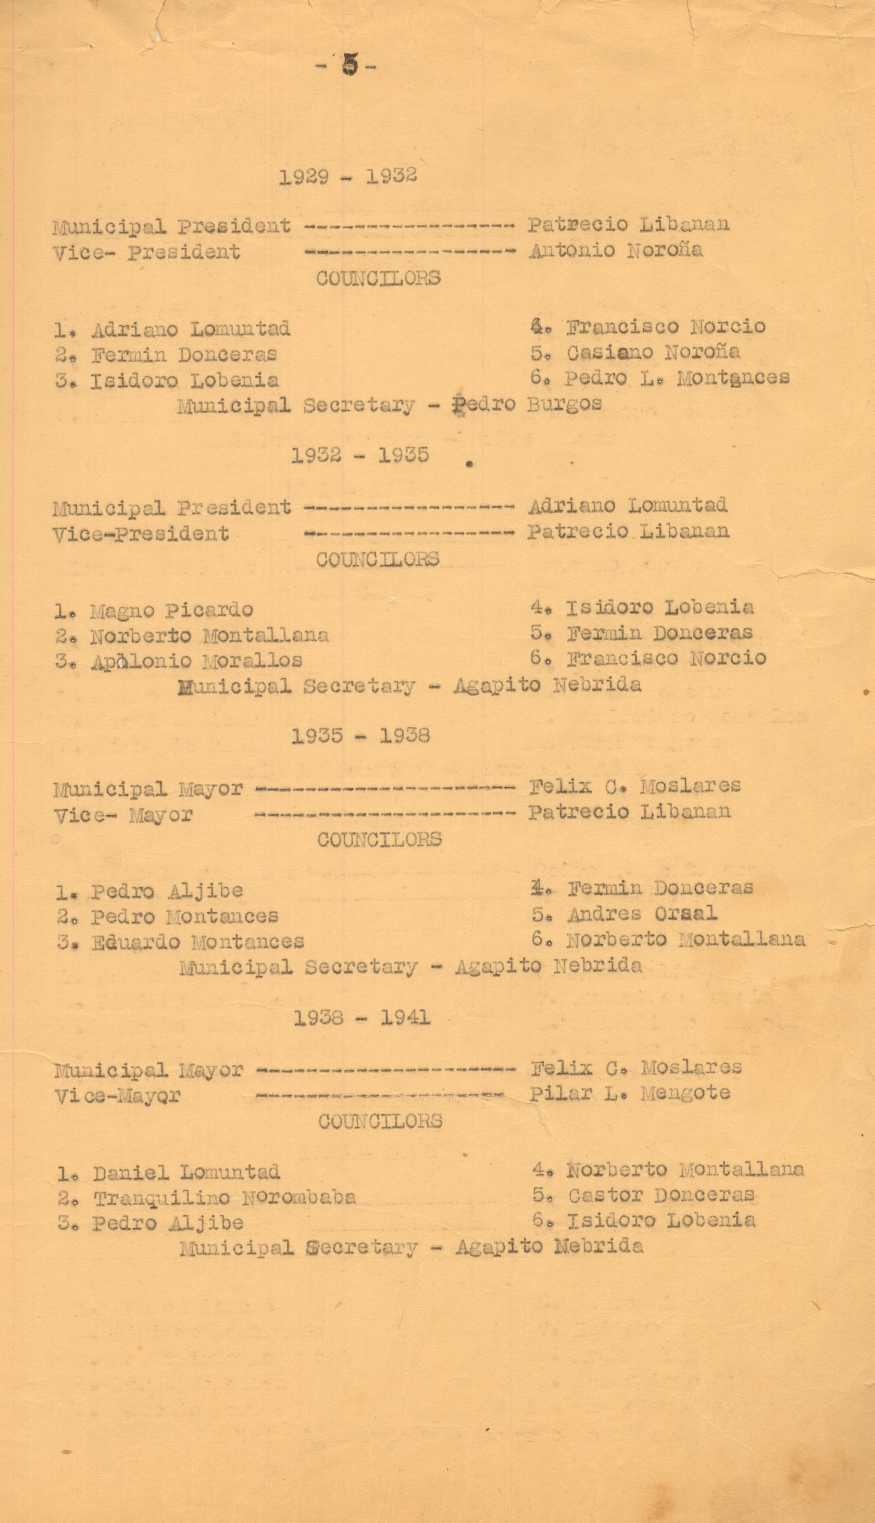 - 5 -
1929 - 1932
Municipal President ----------------- Patrecio Libanan
Vice- President ----------------- Antonio Noroña
COUNCILORS
1. Adriano Lomuntad 4. Francisco Norcio
2. Fermin Donceras 5. Casiano Noroña
3. Isidoro Lobenia 6. Pedro L. Montances
Municipal Secretary - Pedro Burgos
1932 - 1935
Municipal President ----------------- Adriano Lomuntad
Vice-President ----------------- Patrecio Libanan
COUNCILORS
1. Magno Picardo 4. Isidoro Lobenia
2. Norberto Montallana 5. Fermin Donceras
3. Apolonio Morallos 6. Francisco Norcio
Municipal Secretary - Agapito Nebrida
1935 - 1938
Municipal Mayor --------------------- Felix C. Moslares
Vice- Mayor --------------------- Patrecio Libanan
COUNCILORS
1. Pedro Aljibe 4. Fermin Donceras
2. Pedro Montances 5. Andres Orsal
3. Eduardo Montances 6. Norberto Montallana
Municipal Secretary - Agapito Nebrida
1938 - 1941
Municipal Mayor --------------------- Felix C. Moslares
Vice-Mayor -------------------- Pilar L. Mengote
COUNCILORS
1. Daniel Lomuntad 4. Norberto Montallana
2. Tranquilino Norombaba 5. Castor Donceras
3. Pedro Aljibe 6. Isidoro Lobenia
Municipal Secretary - Agapito Nebrida